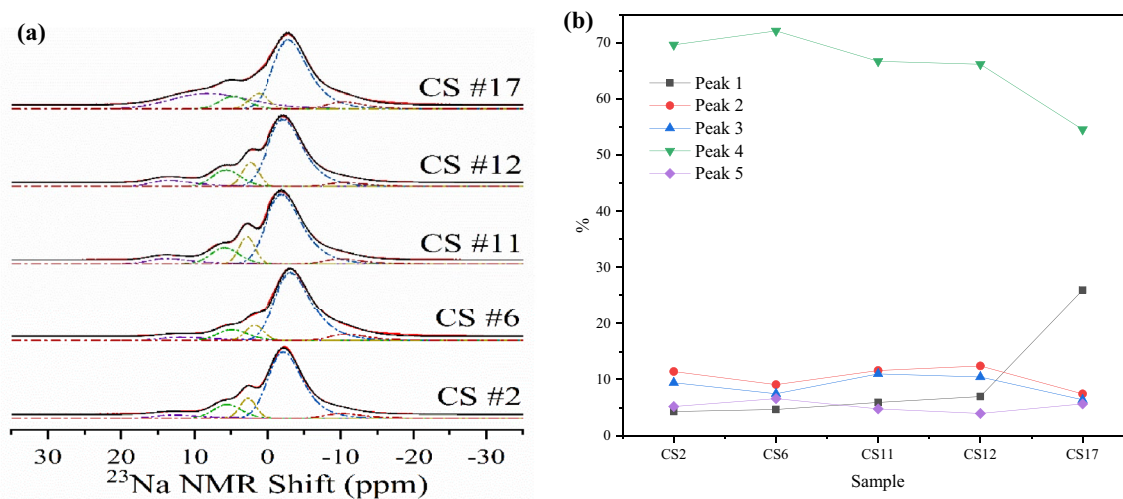 (a)
CS #17
CS #12
CS #11
CS #6
CS #2
30 20 10 0 -10 -20 -30
²³Na NMR Shift (ppm)
(b)
70
60
50
40
30
20
10
0
%
Peak 1
Peak 2
Peak 3
Peak 4
Peak 5
CS2 CS6 CS11 CS12 CS17
Sample